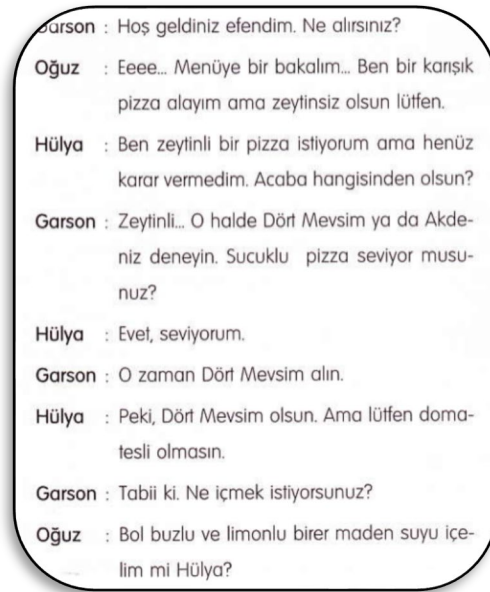 Garson : Hoş geldiniz efendim. Ne alırsınız?
Oğuz : Eeee... Menüye bir bakalım... Ben bir karışık
pizza alayım ama zeytinsiz olsun lütfen.
Hülya : Ben zeytinli bir pizza istiyorum ama henüz
karar vermedim. Acaba hangisinden olsun?
Garson : Zeytinli... O halde Dört Mevsim ya da Akde-
niz deneyin. Sucuklu pizza seviyor musu-
nuz?
Hülya : Evet, seviyorum.
Garson : O zaman Dört Mevsim alın.
Hülya : Peki, Dört Mevsim olsun. Ama lütfen doma-
tesli olmasın.
Garson : Tabii ki. Ne içmek istiyorsunuz?
Oğuz : Bol buzlu ve limonlu birer maden suyu içe-
lim mi Hülya?